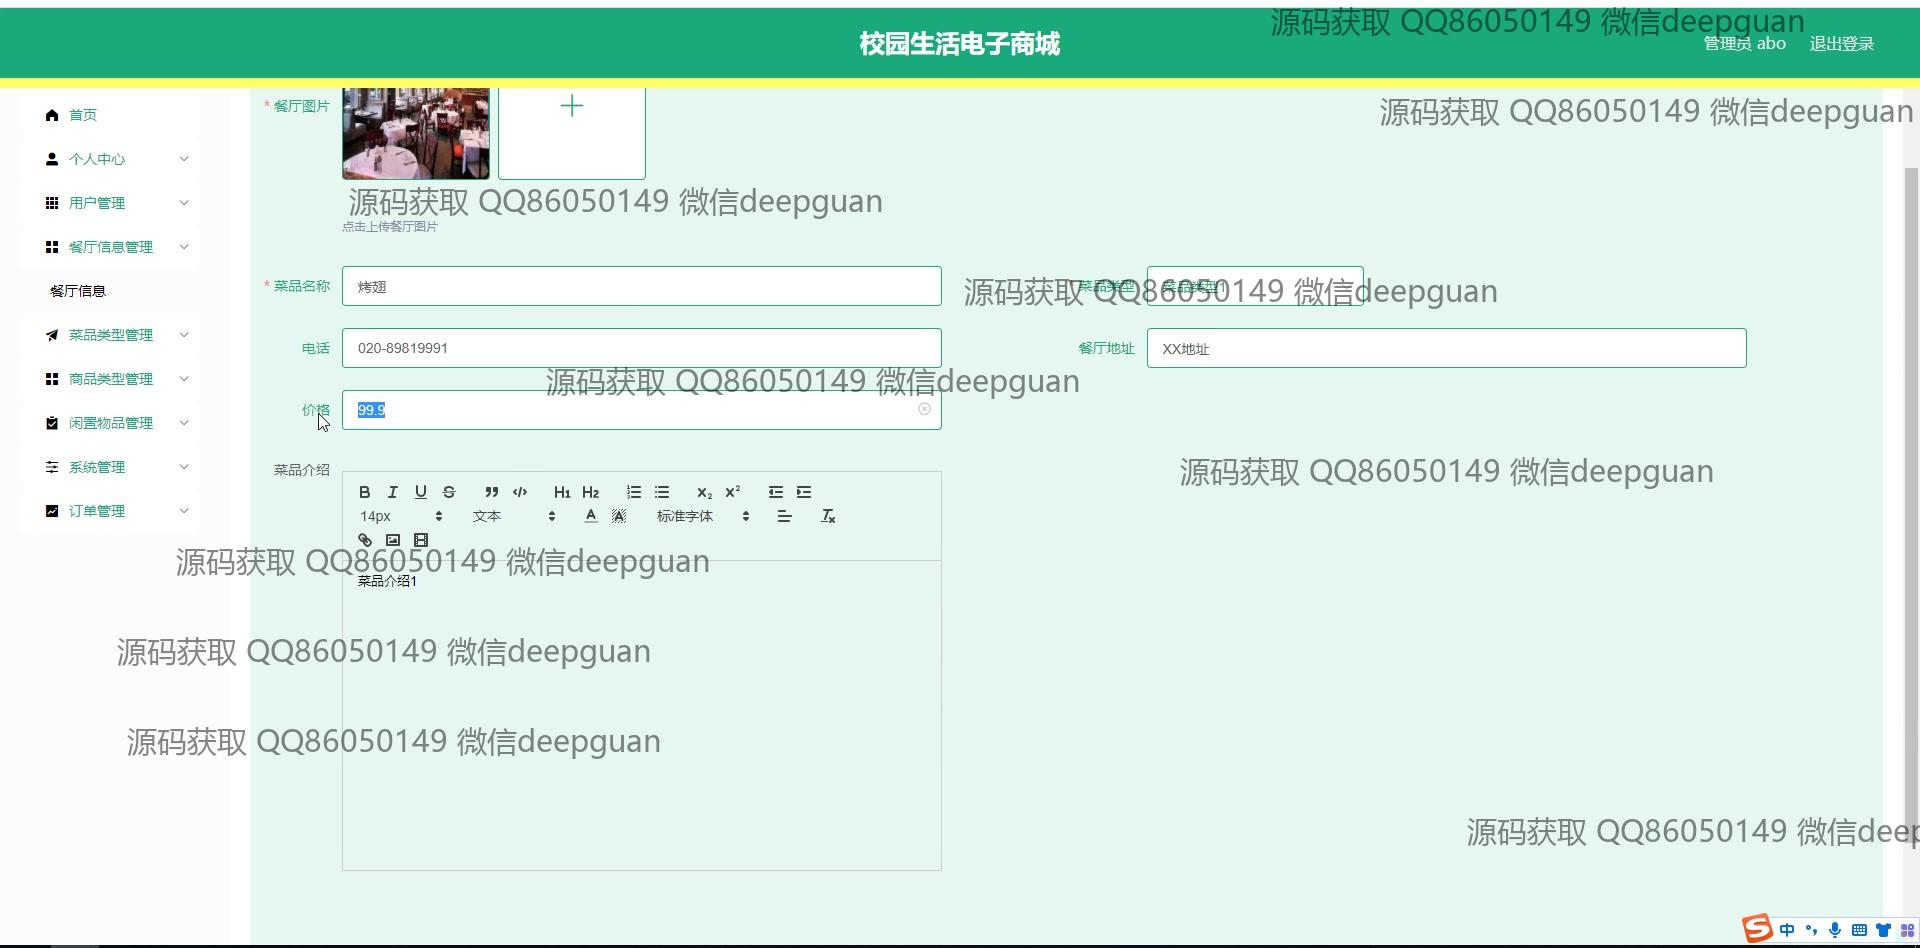 校园生活电子商城
源码获取 QQ86050149 微信deepguan
管理员 abo 退出登录
首页
个人中心
用户管理
餐厅信息管理
餐厅信息
菜品类型管理
商品类型管理
闲置物品管理
系统管理
订单管理
* 餐厅图片
源码获取 QQ86050149 微信deepguan
源码获取 QQ86050149 微信deepguan
点击上传餐厅图片
* 菜品名称 烤翅
* 菜品类型 菜品类型1
源码获取 QQ86050149 微信deepguan
电话 020-89819991
餐厅地址 XX地址
源码获取 QQ86050149 微信deepguan
价格 99.9
源码获取 QQ86050149 微信deepguan
菜品介绍
B I U S H1 H2 X2 X2
14px 文本 A A 标准字体 Tx
源码获取 QQ86050149 微信deepguan
菜品介绍1
源码获取 QQ86050149 微信deepguan
源码获取 QQ86050149 微信deepguan
源码获取 QQ86050149 微信deep
S 中